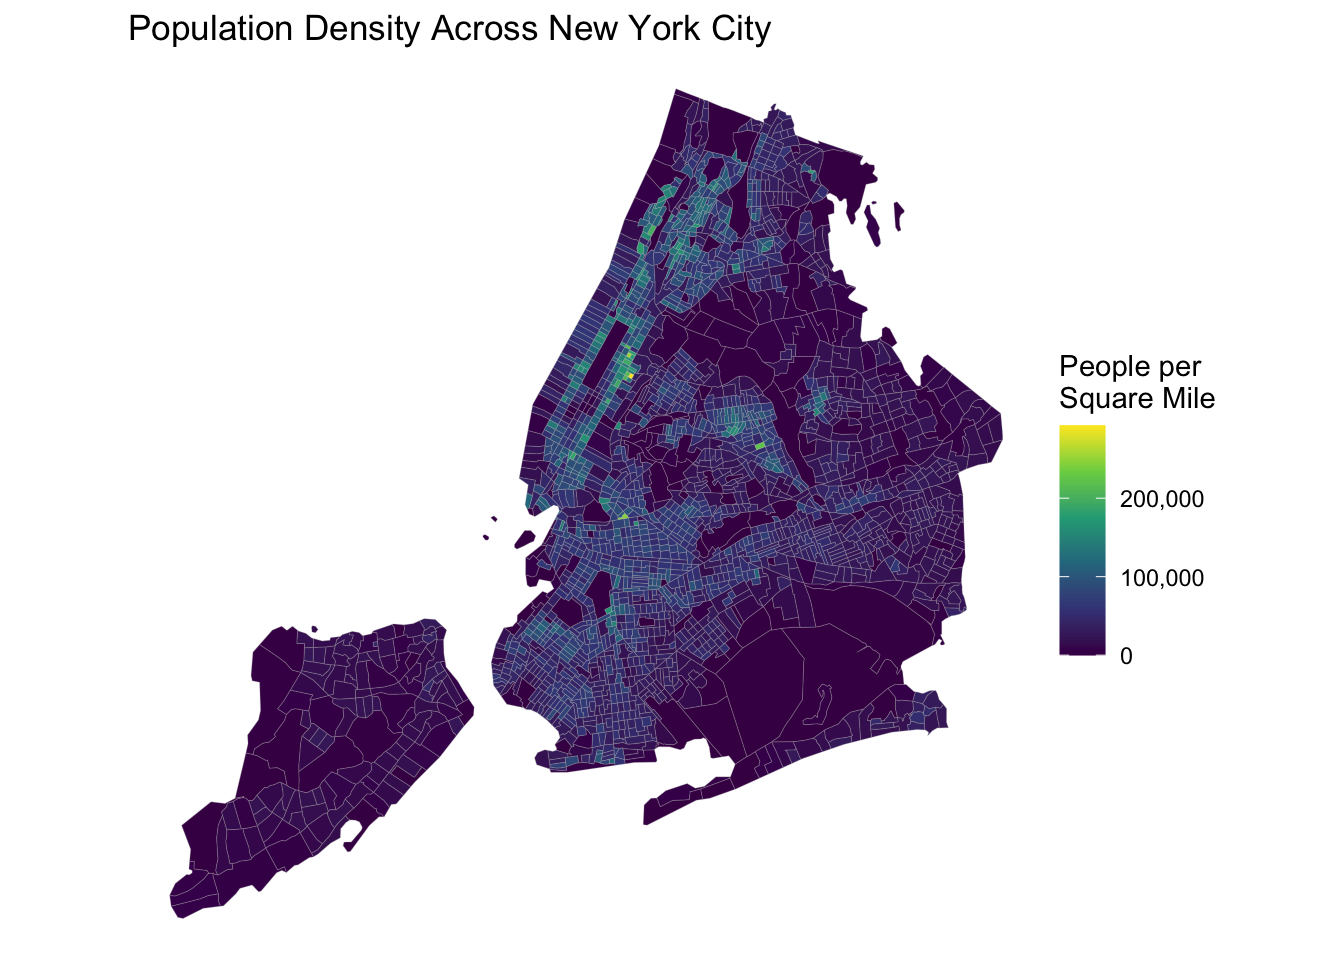 Population Density Across New York City
People per
Square Mile
200,000
100,000
0